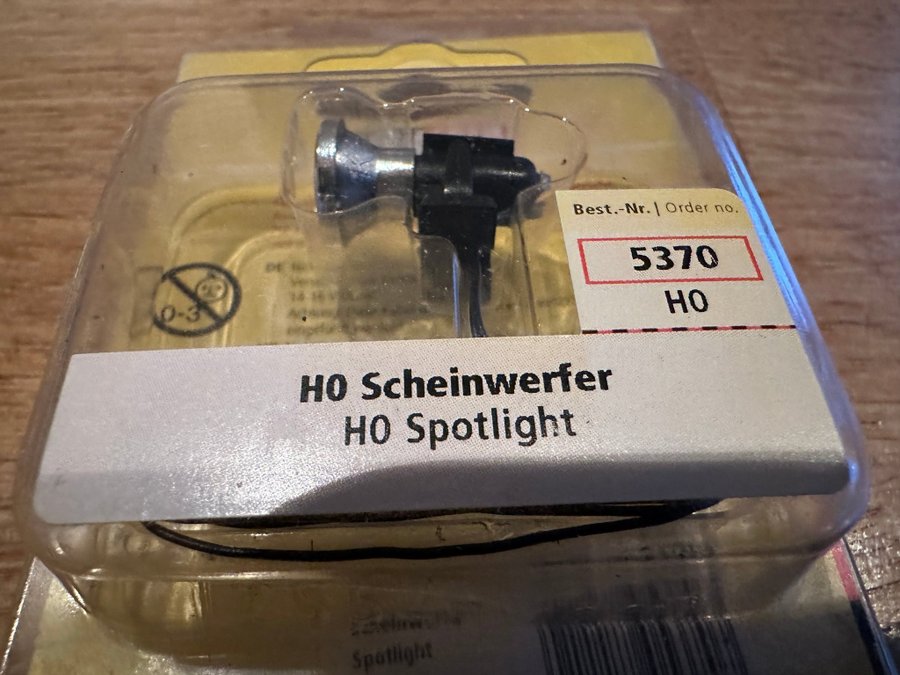 Best.-Nr. | Order no.
5370
H0
0-3
H0 Scheinwerfer
H0 Spotlight
Spotlight